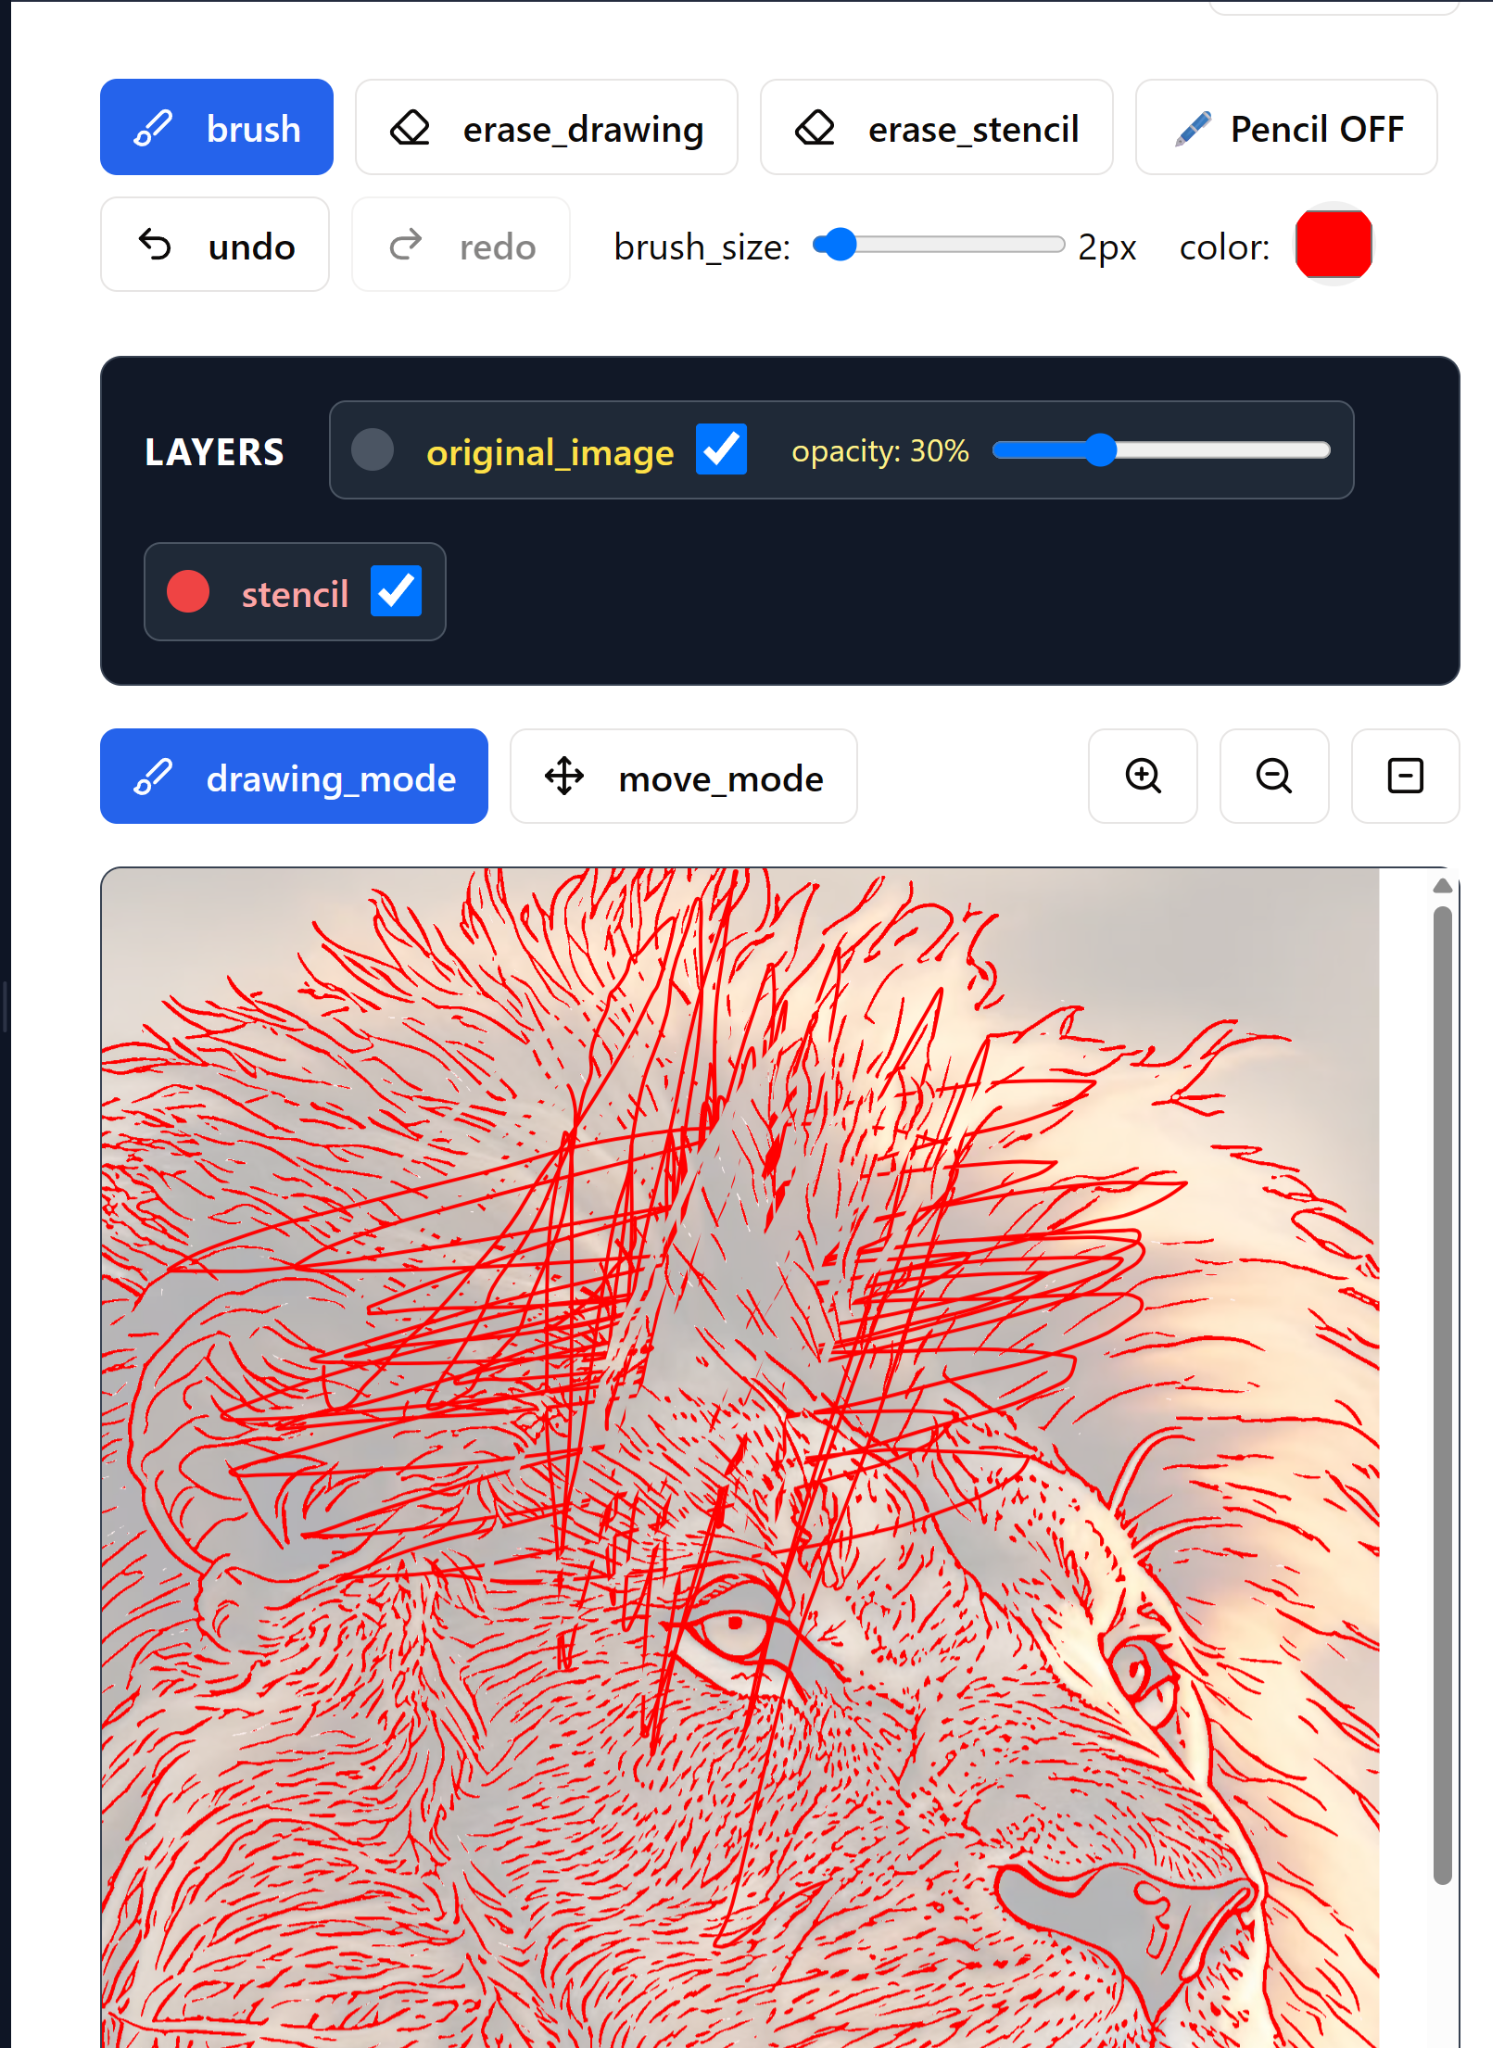 brush erase_drawing erase_stencil Pencil OFF
undo redo brush_size: 2px color:
LAYERS original_image opacity: 30%
stencil
drawing_mode move_mode